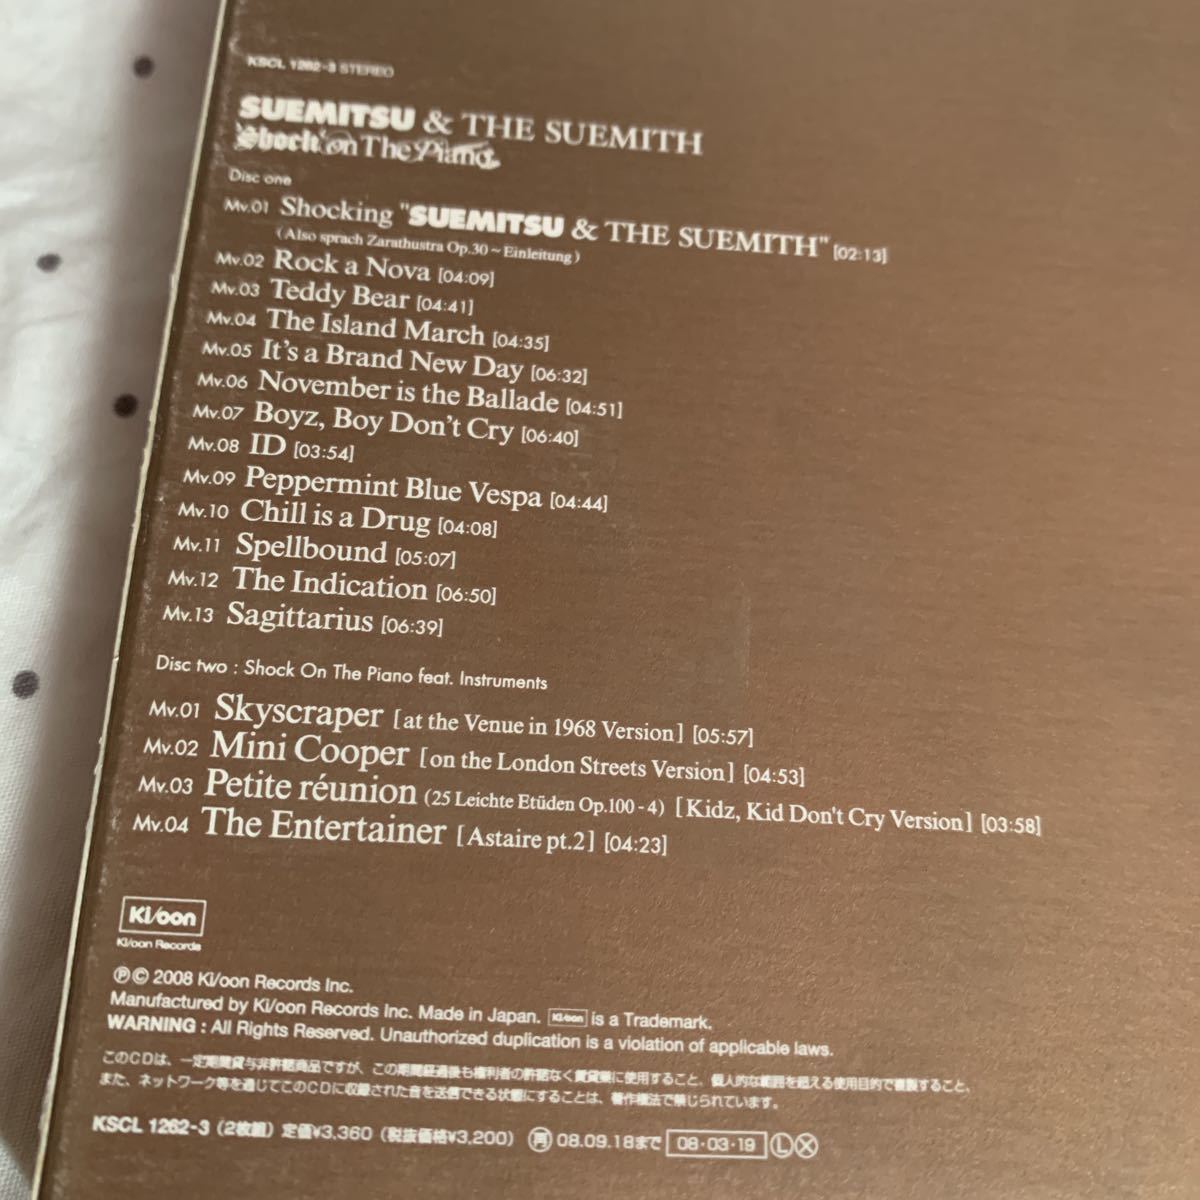 KSCL 1262-3 STEREO
SUEMITSU & THE SUEMITH
'Shock' on The Piano
Disc one
Mv.01 Shocking "SUEMITSU & THE SUEMITH" [02:13]
(Also sprach Zarathustra Op.30~Einleitung)
Mv.02 Rock a Nova [04:09]
Mv.03 Teddy Bear [04:41]
Mv.04 The Island March [04:35]
Mv.05 It's a Brand New Day [06:32]
Mv.06 November is the Ballade [04:51]
Mv.07 Boyz, Boy Don't Cry [06:40]
Mv.08 ID [03:54]
Mv.09 Peppermint Blue Vespa [04:44]
Mv.10 Chill is a Drug [04:08]
Mv.11 Spellbound [05:07]
Mv.12 The Indication [06:50]
Mv.13 Sagittarius [06:39]
Disc two : Shock On The Piano feat. Instruments
Mv.01 Skyscraper [at the Venue in 1968 Version] [05:57]
Mv.02 Mini Cooper [on the London Streets Version] [04:53]
Mv.03 Petite réunion (25 Leichte Etüden Op.100-4) [Kidz, Kid Don't Cry Version] [03:58]
Mv.04 The Entertainer [Astaire pt.2] [04:23]
Ki/oon
Ki/oon Records
℗© 2008 Ki/oon Records Inc.
Manufactured by Ki/oon Records Inc. Made in Japan. Ki/oon is a Trademark.
WARNING : All Rights Reserved. Unauthorized duplication is a violation of applicable laws.
このCDは、一定期間貸与非許諾商品ですが、この期間経過後も権利者の許諾なく賃貸業に使用すること、個人的な範囲を超える使用目的で複製すること、
また、ネットワーク等を通じてこのCDに収録された音を送信できる状態にすることは、著作権法で禁じられています。
KSCL 1262-3 (2枚組) 定価¥3,360 (税抜価格¥3,200) 再 08.09.18まで 08・03・19 Ⓛ Ⓧ